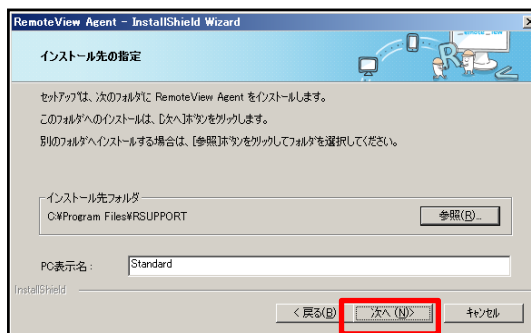 RemoteView Agent - InstallShield Wizard
インストール先の指定
セットアップは、次のフォルダに RemoteView Agent をインストールします。
このフォルダへのインストールは、[次へ]ボタンをクリックします。
別のフォルダへインストールする場合は、[参照]ボタンをクリックしてフォルダを選択してください。
インストール先フォルダ
C:¥Program Files¥RSUPPORT
参照(R)...
PC表示名 :
Standard
InstallShield
< 戻る(B)
次へ (N)>
キャンセル